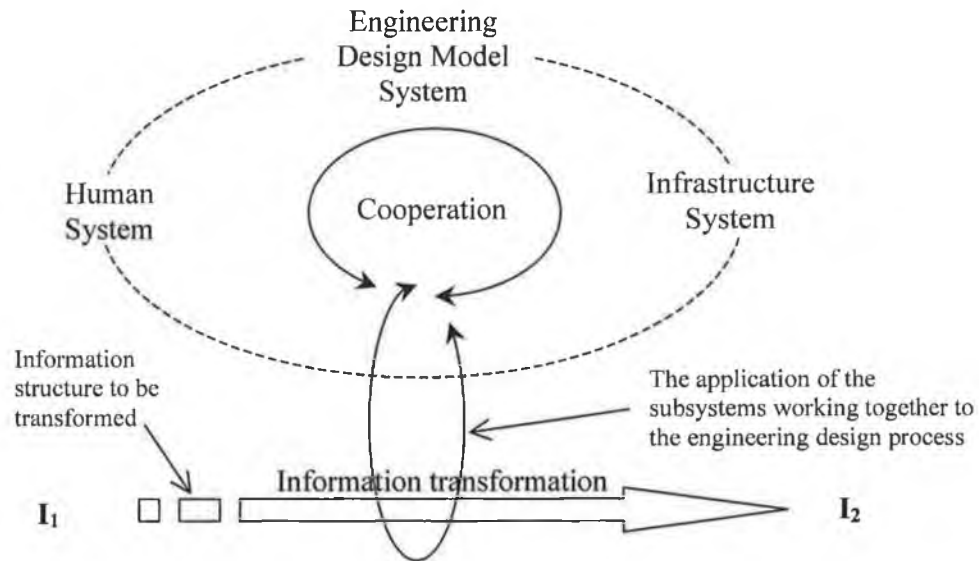 Engineering
Design Model
System
Human
System
Infrastructure
System
Cooperation
Information
structure to be
transformed
The application of the
subsystems working together to
the engineering design process
Information transformation
I₁
I₂